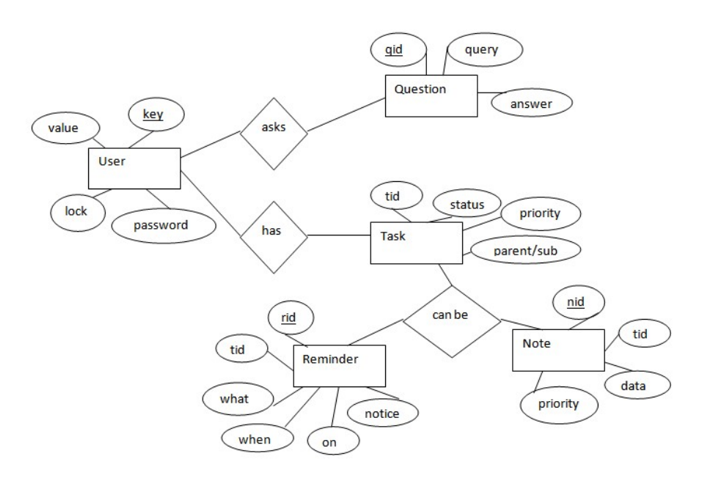 qid
query
Question
answer
key
value
asks
User
lock
password
has
tid
status
priority
Task
parent/sub
can be
rid
nid
tid
Reminder
Note
tid
what
data
notice
priority
when
on